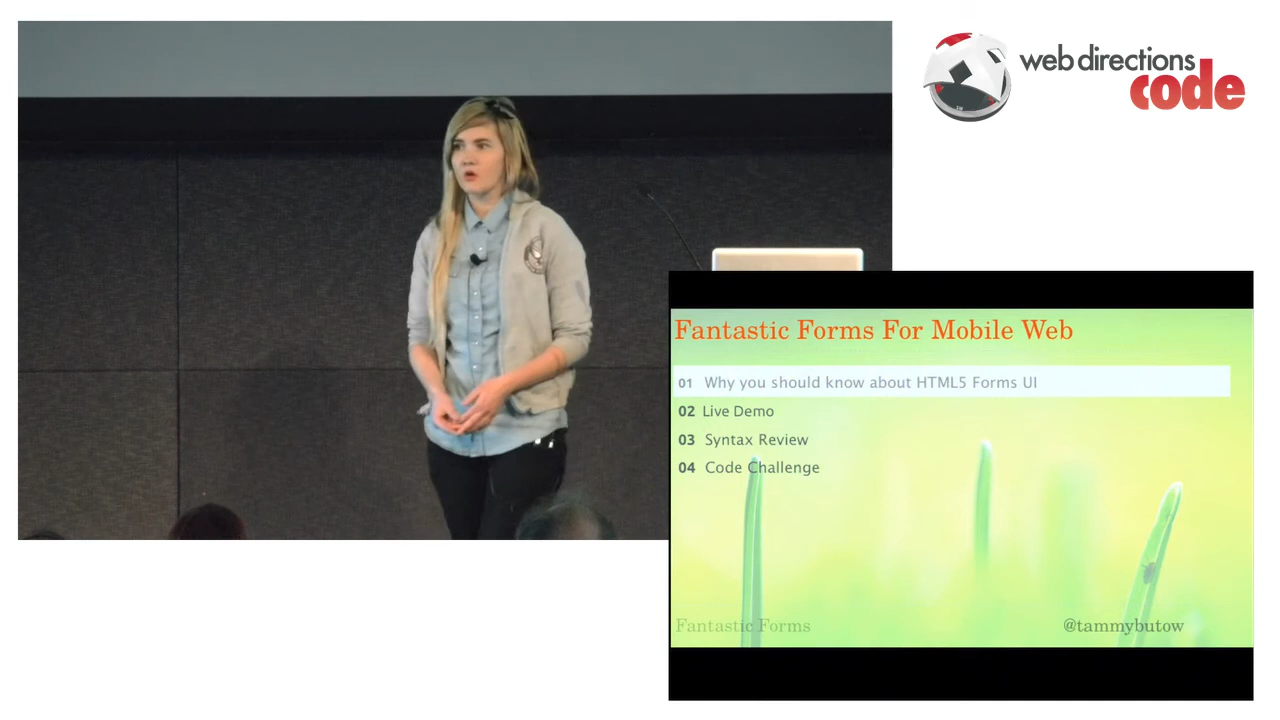 web directions
code
Fantastic Forms For Mobile Web
01 Why you should know about HTML5 Forms UI
02 Live Demo
03 Syntax Review
04 Code Challenge
Fantastic Forms
@tammybutow